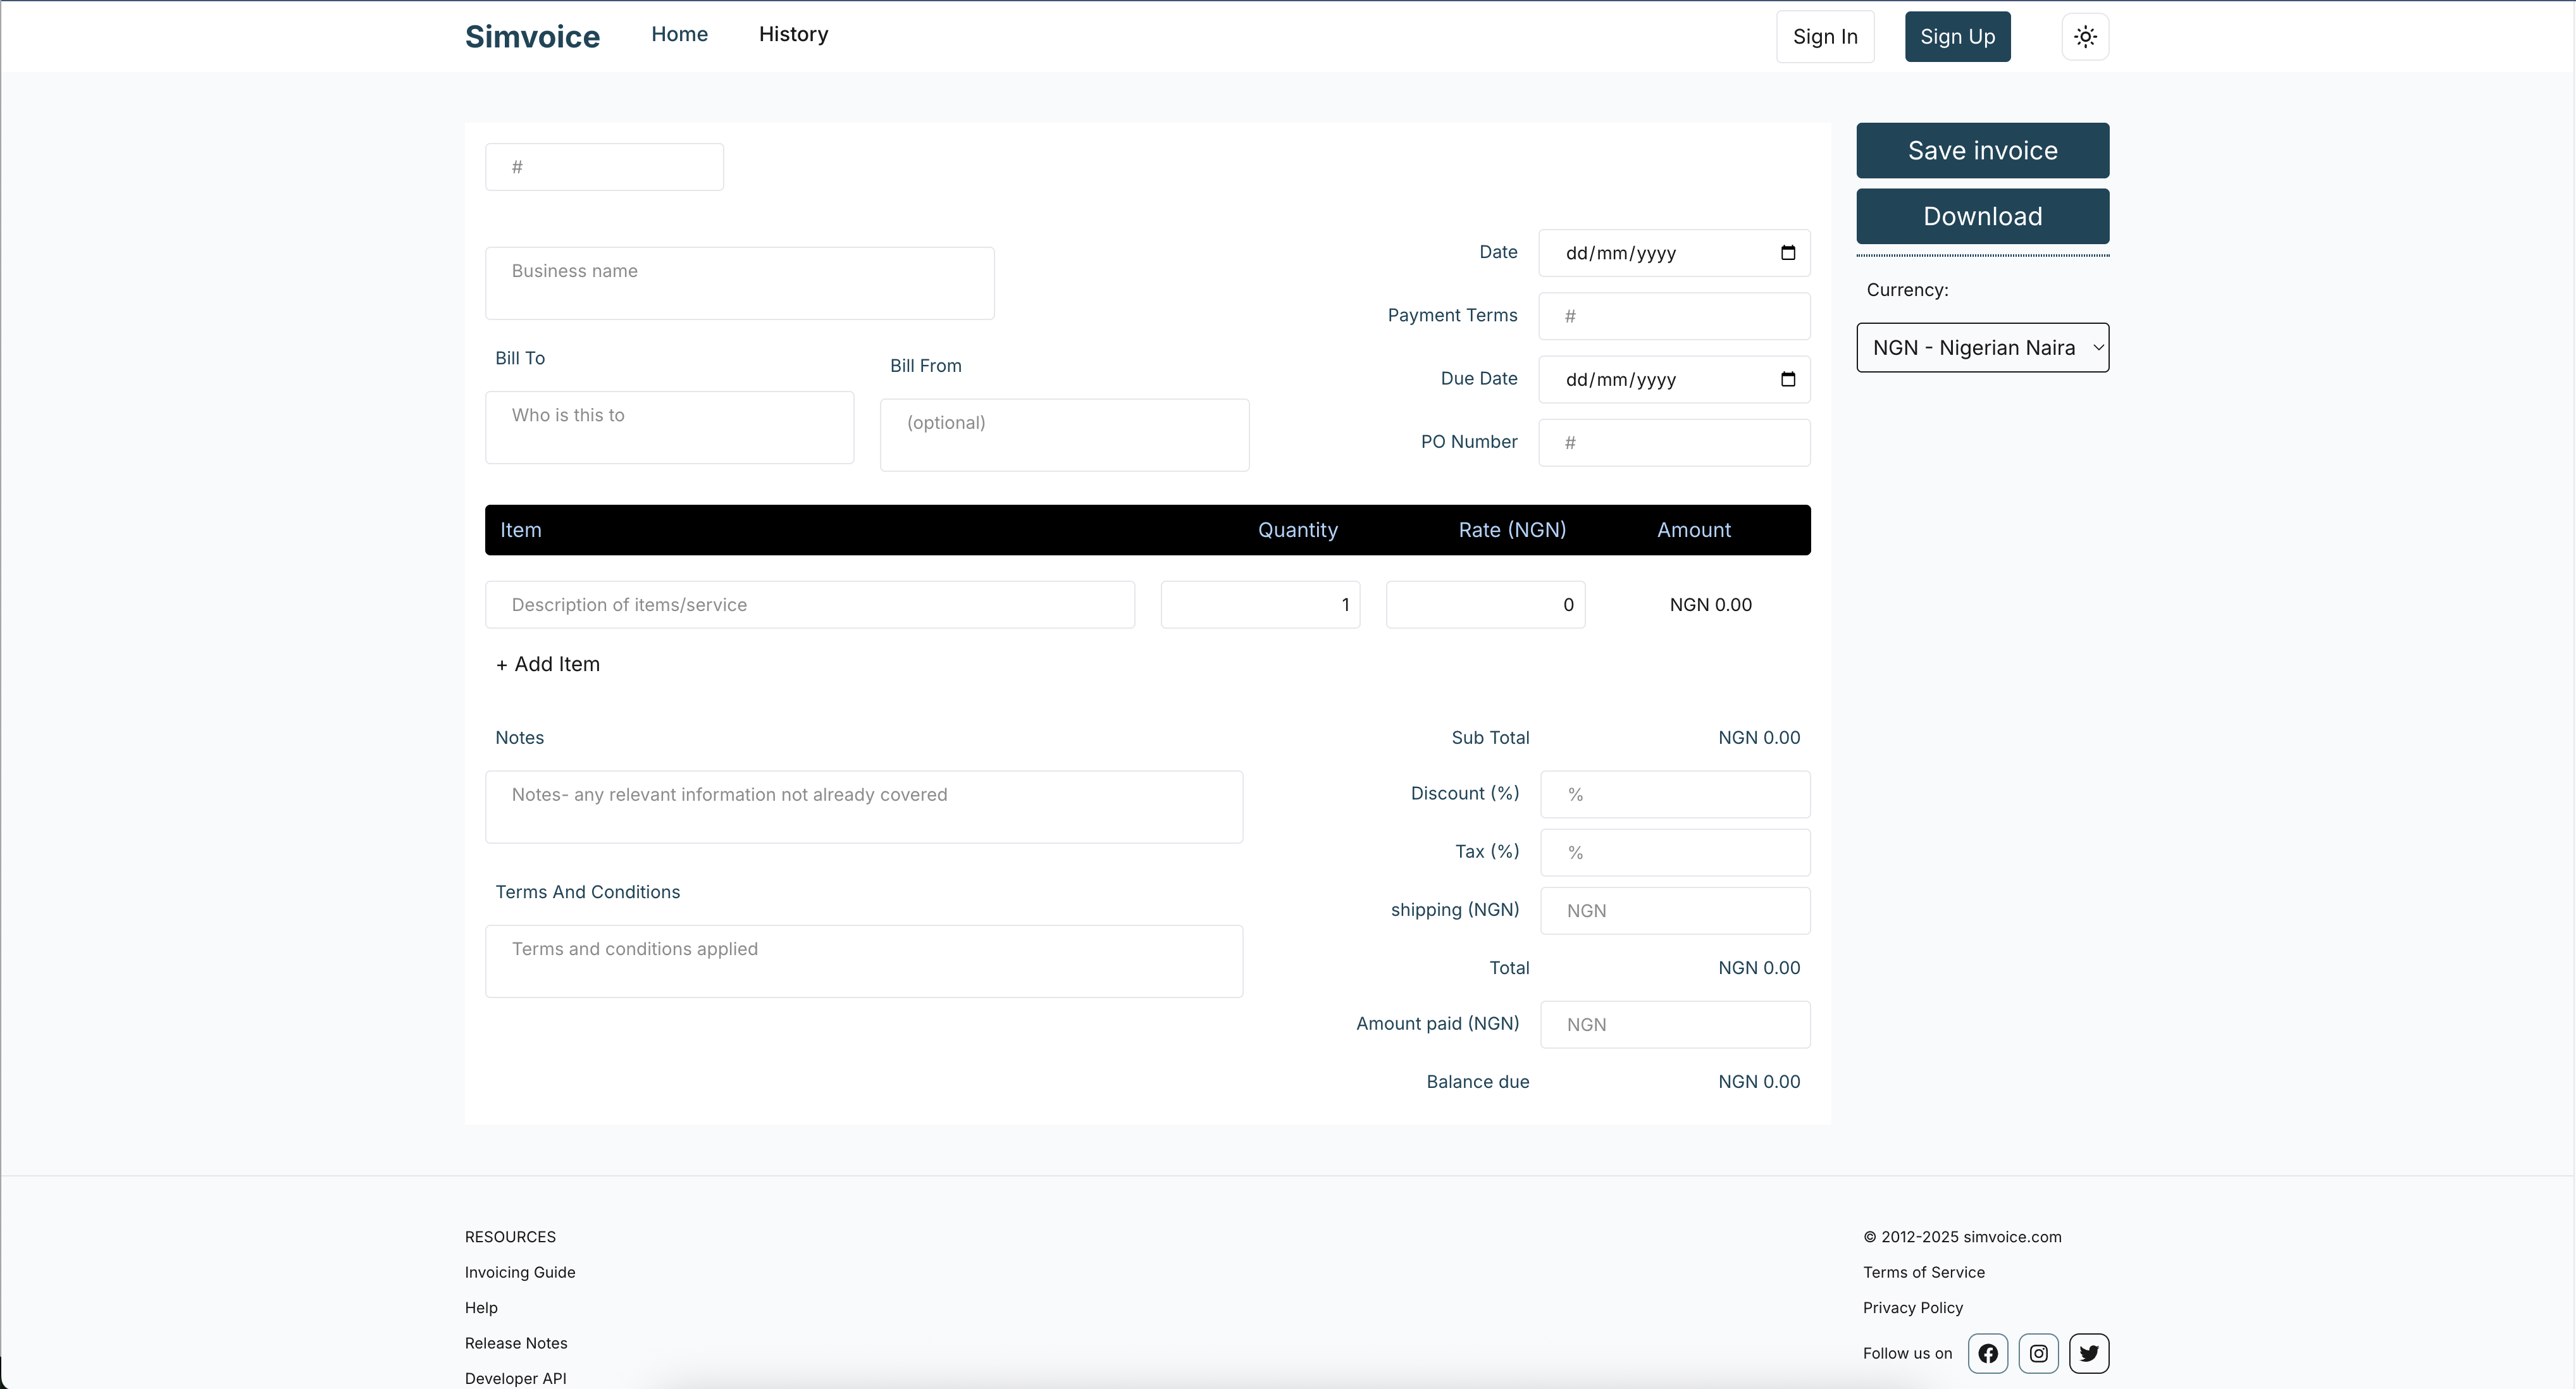 Simvoice Home History Sign In Sign Up
#
Save invoice
Download
Currency:
NGN - Nigerian Naira
Business name
Date dd/mm/yyyy
Payment Terms #
Due Date dd/mm/yyyy
PO Number #
Bill To
Who is this to
Bill From
(optional)
Item Quantity Rate (NGN) Amount
Description of items/service 1 0 NGN 0.00
+ Add Item
Notes
Notes- any relevant information not already covered
Terms And Conditions
Terms and conditions applied
Sub Total NGN 0.00
Discount (%) %
Tax (%) %
shipping (NGN) NGN
Total NGN 0.00
Amount paid (NGN) NGN
Balance due NGN 0.00
RESOURCES
Invoicing Guide
Help
Release Notes
Developer API
© 2012-2025 simvoice.com
Terms of Service
Privacy Policy
Follow us on